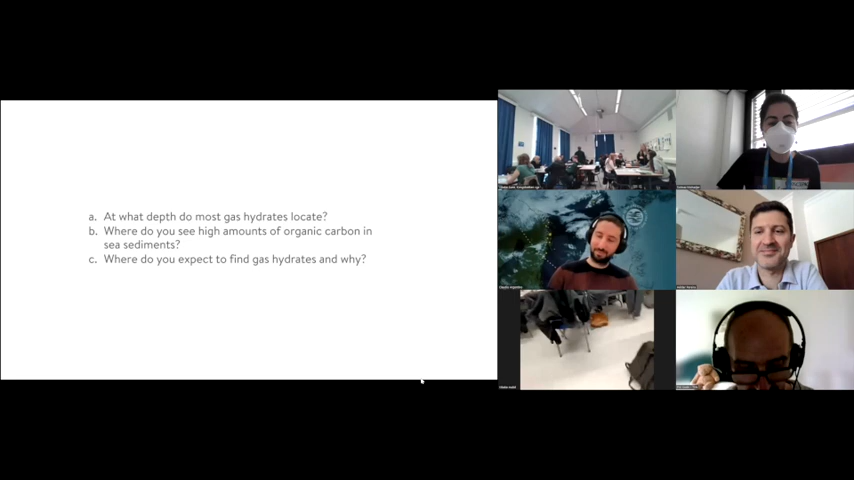 a. At what depth do most gas hydrates locate?
b. Where do you see high amounts of organic carbon in
sea sediments?
c. Where do you expect to find gas hydrates and why?